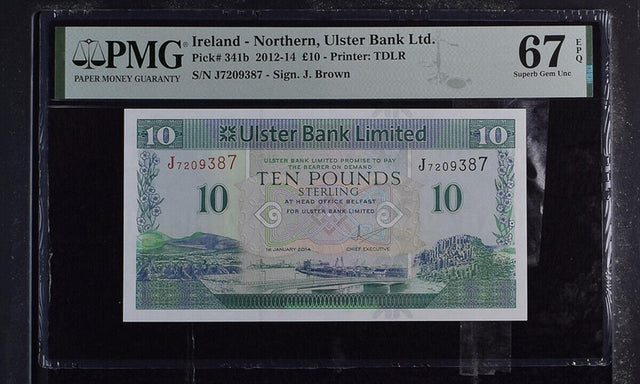 PMG
PAPER MONEY GUARANTY
Ireland - Northern, Ulster Bank Ltd.
Pick# 341b 2012-14 £10 - Printer: TDLR
S/N J7209387 - Sign. J. Brown
67 EPQ
Superb Gem Unc
10 Ulster Bank Limited 10
J7209387 J7209387
ULSTER BANK LIMITED PROMISE TO PAY
THE BEARER ON DEMAND
TEN POUNDS
STERLING
10 10
AT HEAD OFFICE BELFAST
FOR ULSTER BANK LIMITED
1st JANUARY 2014 CHIEF EXECUTIVE